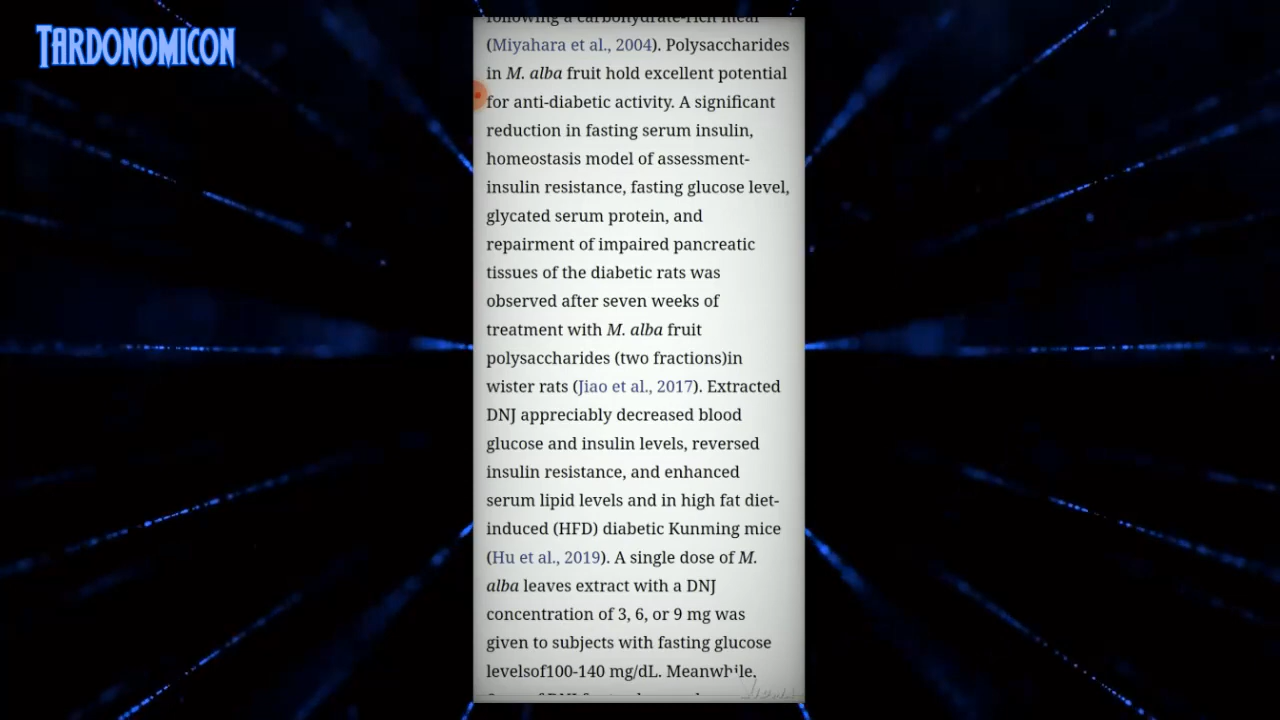 TARDONOMICON
following a carbohydrate-rich meal
(Miyahara et al., 2004). Polysaccharides
in M. alba fruit hold excellent potential
for anti-diabetic activity. A significant
reduction in fasting serum insulin,
homeostasis model of assessment-
insulin resistance, fasting glucose level,
glycated serum protein, and
repairment of impaired pancreatic
tissues of the diabetic rats was
observed after seven weeks of
treatment with M. alba fruit
polysaccharides (two fractions)in
wister rats (Jiao et al., 2017). Extracted
DNJ appreciably decreased blood
glucose and insulin levels, reversed
insulin resistance, and enhanced
serum lipid levels and in high fat diet-
induced (HFD) diabetic Kunming mice
(Hu et al., 2019). A single dose of M.
alba leaves extract with a DNJ
concentration of 3, 6, or 9 mg was
given to subjects with fasting glucose
levelsof100-140 mg/dL. Meanwhile,